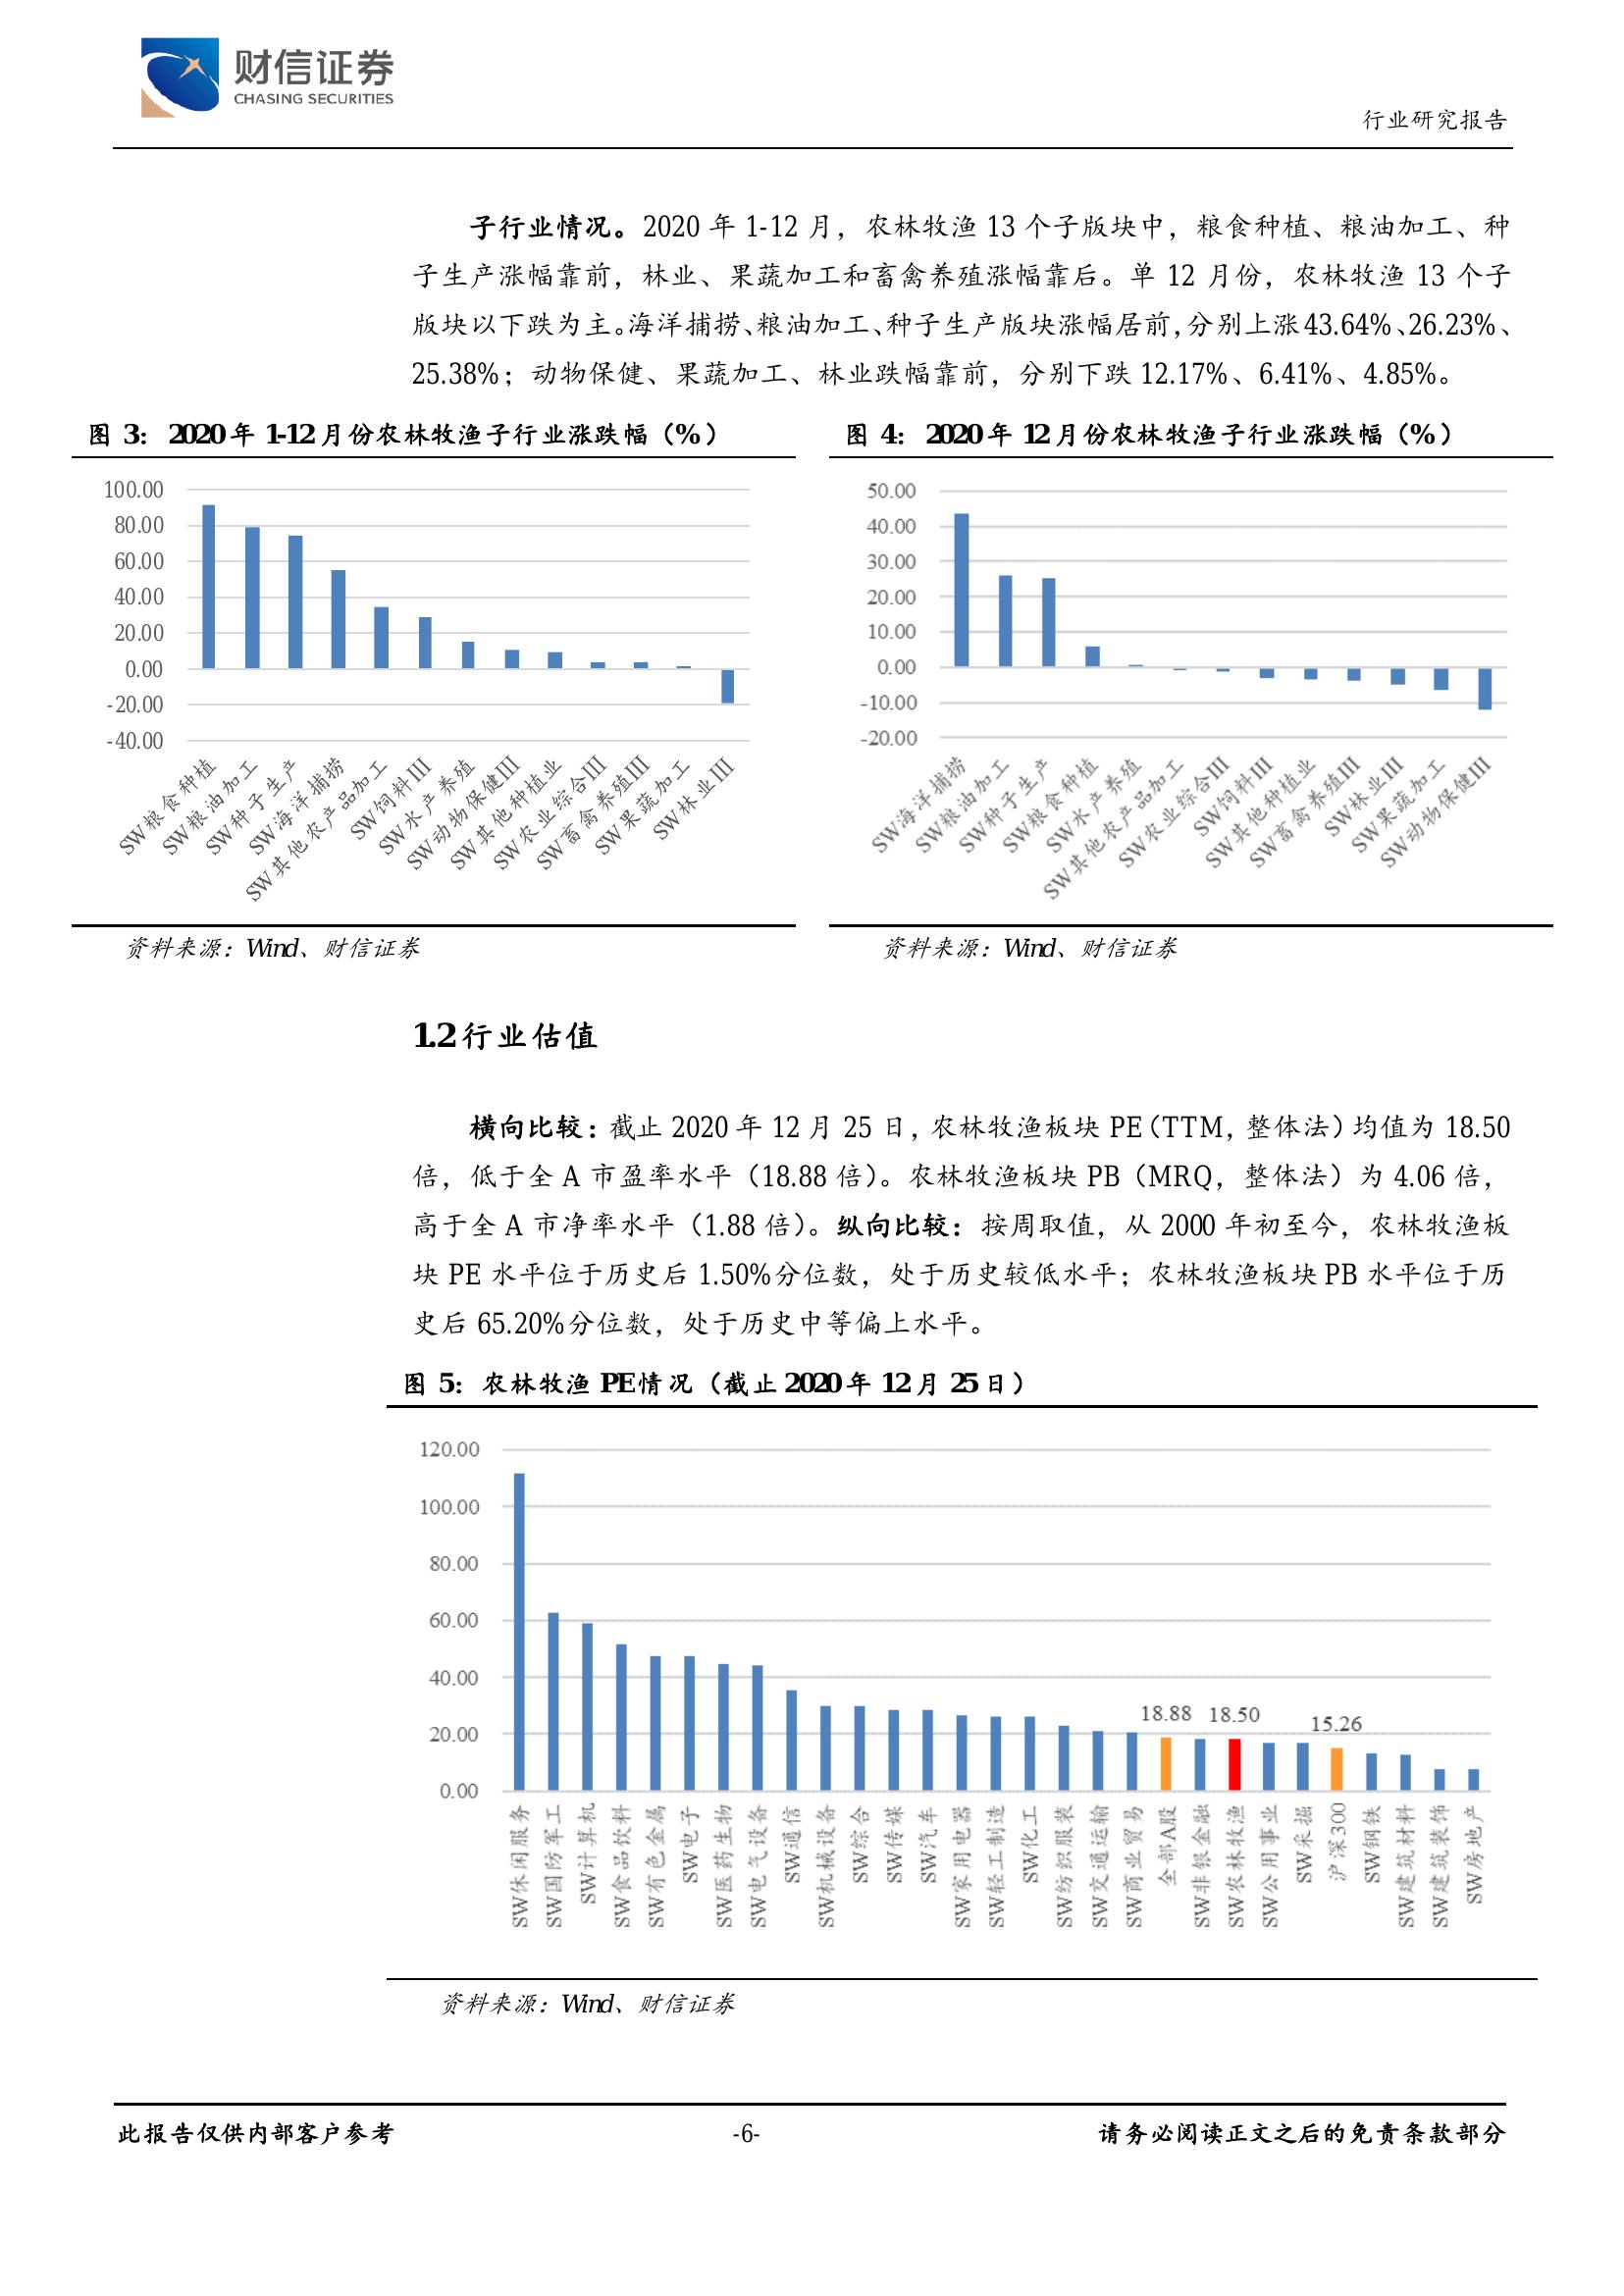 财信证券
CHASING SECURITIES
行业研究报告
子行业情况。2020 年 1-12 月，农林牧渔 13 个子版块中，粮食种植、粮油加工、种
子生产涨幅靠前，林业、果蔬加工和畜禽养殖涨幅靠后。单 12 月份，农林牧渔 13 个子
版块以下跌为主。海洋捕捞、粮油加工、种子生产版块涨幅居前，分别上涨 43.64%、26.23%、
25.38%；动物保健、果蔬加工、林业跌幅靠前，分别下跌 12.17%、6.41%、4.85%。
图 3：2020 年 1-12 月份农林牧渔子行业涨跌幅（%）
100.00
80.00
60.00
40.00
20.00
0.00
-20.00
-40.00
SW粮食种植
SW粮油加工
SW种子生产
SW海洋捕捞
SW其他农产品加工
SW饲料III
SW水产养殖
SW动物保健III
SW其他种植业
SW农业综合III
SW畜禽养殖III
SW果蔬加工
SW林业III
资料来源：Wind、财信证券
图 4：2020 年 12 月份农林牧渔子行业涨跌幅（%）
50.00
40.00
30.00
20.00
10.00
0.00
-10.00
-20.00
SW海洋捕捞
SW粮油加工
SW种子生产
SW粮食种植
SW水产养殖
SW其他农产品加工
SW农业综合III
SW饲料III
SW其他种植业
SW畜禽养殖III
SW林业III
SW果蔬加工
SW动物保健III
资料来源：Wind、财信证券
1.2 行业估值
横向比较：截止 2020 年 12 月 25 日，农林牧渔板块 PE（TTM，整体法）均值为 18.50
倍，低于全 A 市盈率水平（18.88 倍）。农林牧渔板块 PB（MRQ，整体法）为 4.06 倍，
高于全 A 市净率水平（1.88 倍）。纵向比较：按周取值，从 2000 年初至今，农林牧渔板
块 PE 水平位于历史后 1.50%分位数，处于历史较低水平；农林牧渔板块 PB 水平位于历
史后 65.20%分位数，处于历史中等偏上水平。
图 5：农林牧渔 PE 情况（截止 2020 年 12 月 25 日）
120.00
100.00
80.00
60.00
40.00
20.00
0.00
18.88
18.50
15.26
SW休闲服务
SW国防军工
SW计算机
SW食品饮料
SW有色金属
SW电子
SW医药生物
SW电气设备
SW通信
SW机械设备
SW综合
SW传媒
SW汽车
SW家用电器
SW轻工制造
SW化工
SW纺织服装
SW交通运输
SW商业贸易
全部A股
SW非银金融
SW农林牧渔
SW公用事业
SW采掘
沪深300
SW钢铁
SW建筑材料
SW建筑装饰
SW房地产
资料来源：Wind、财信证券
此报告仅供内部客户参考
-6-
请务必阅读正文之后的免责条款部分